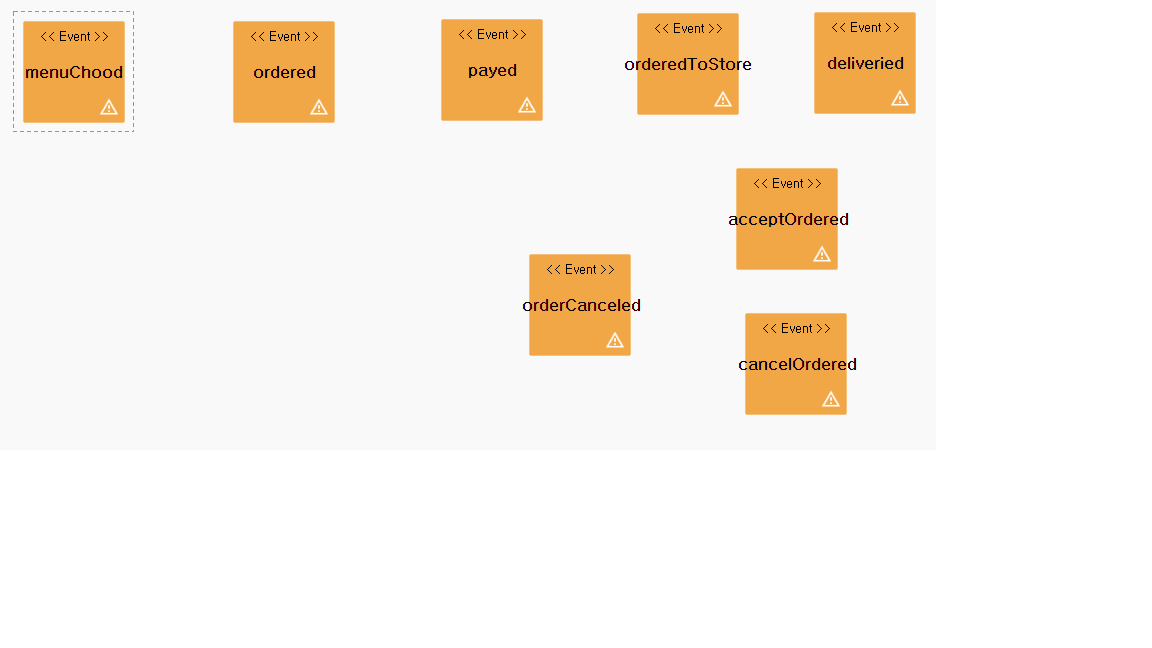 << Event >>
menuChood
<< Event >>
ordered
<< Event >>
payed
<< Event >>
orderedToStore
<< Event >>
deliveried
<< Event >>
acceptOrdered
<< Event >>
orderCanceled
<< Event >>
cancelOrdered